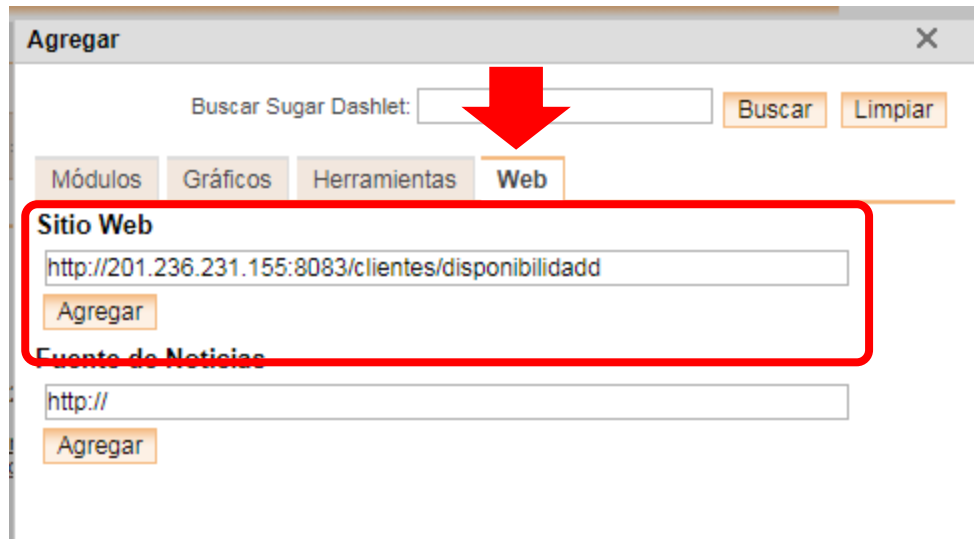 Agregar
Buscar Sugar Dashlet: Buscar Limpiar
Módulos Gráficos Herramientas Web
Sitio Web
http://201.236.231.155:8083/clientes/disponibilidadd
Agregar
Fuente de Noticias
http://
Agregar